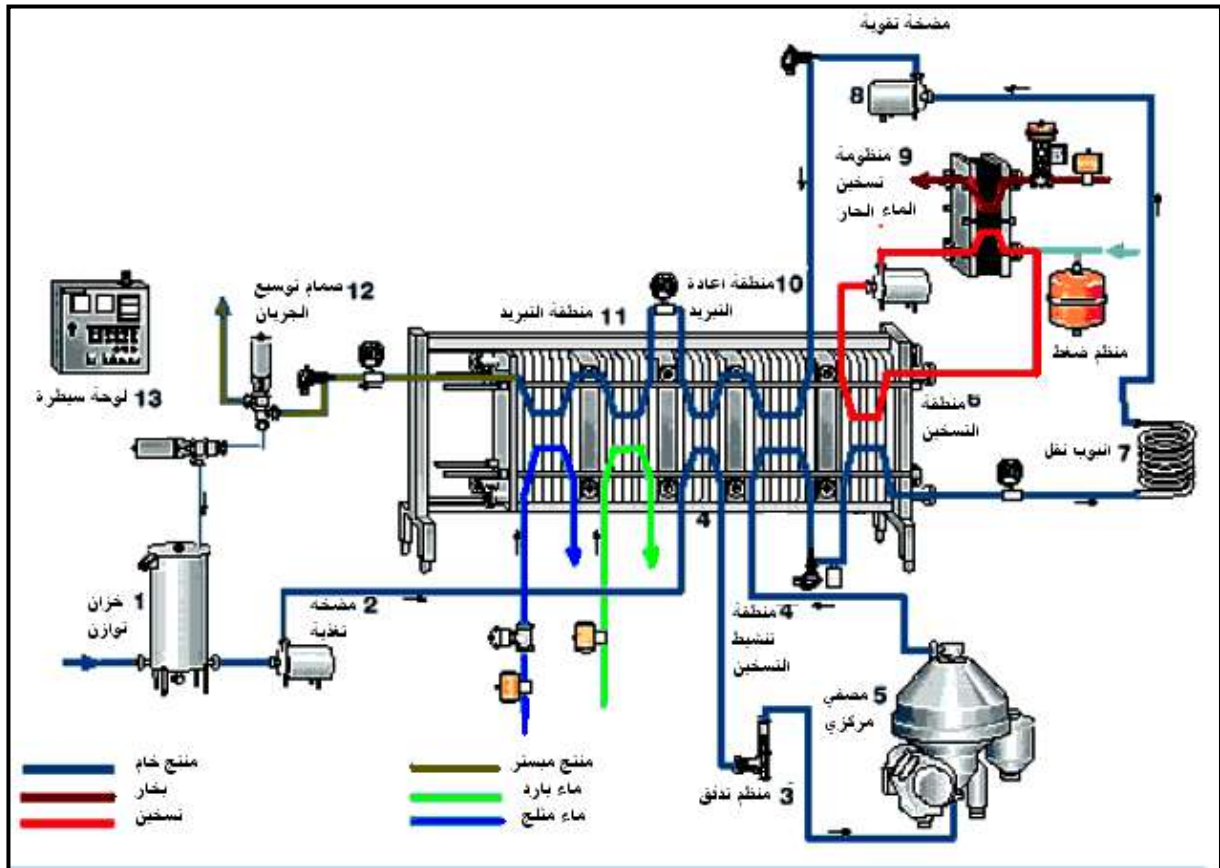 مضخة تقوية
8
9 منظومة
تسخين
الماء الحار
منظم ضغط
10 منطقة اعادة
التبريد
11 منطقة التبريد
12 صمام توسيع
الجريان
13 لوحة سيطرة
6 منطقة
التسخين
7 انبوب نقل
4
1 خزان
توازن
2 مضخه
تغذية
4 منطقة
تنشيط
التسخين
5 مصفي
مركزي
3 منظم تدفق
منتج خام
بخار
تسخين
منتج مبستر
ماء بارد
ماء مثلج